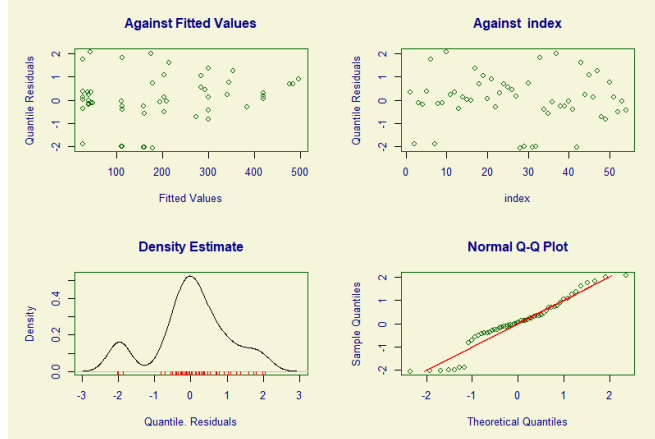 Against Fitted Values
Quantile Residuals
2
1
0
-1
-2
100 200 300 400 500
Fitted Values
Against index
Quantile Residuals
2
1
0
-1
-2
0 10 20 30 40 50
index
Density Estimate
Density
0.4
0.2
0.0
-3 -2 -1 0 1 2 3
Quantile. Residuals
Normal Q-Q Plot
Sample Quantiles
2
1
0
-1
-2
-2 -1 0 1 2
Theoretical Quantiles